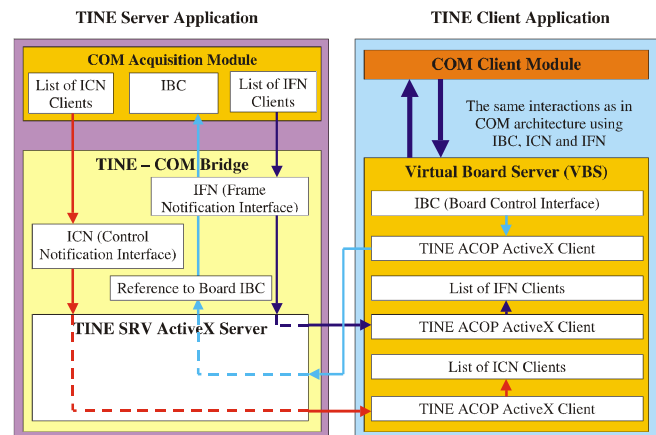 TINE Server Application
COM Acquisition Module
List of ICN
Clients
IBC
List of IFN
Clients
TINE – COM Bridge
IFN (Frame
Notification Interface)
ICN (Control
Notification Interface)
Reference to Board IBC
TINE SRV ActiveX Server
TINE Client Application
COM Client Module
The same interactions as in
COM architecture using
IBC, ICN and IFN
Virtual Board Server (VBS)
IBC (Board Control Interface)
TINE ACOP ActiveX Client
List of IFN Clients
TINE ACOP ActiveX Client
List of ICN Clients
TINE ACOP ActiveX Client